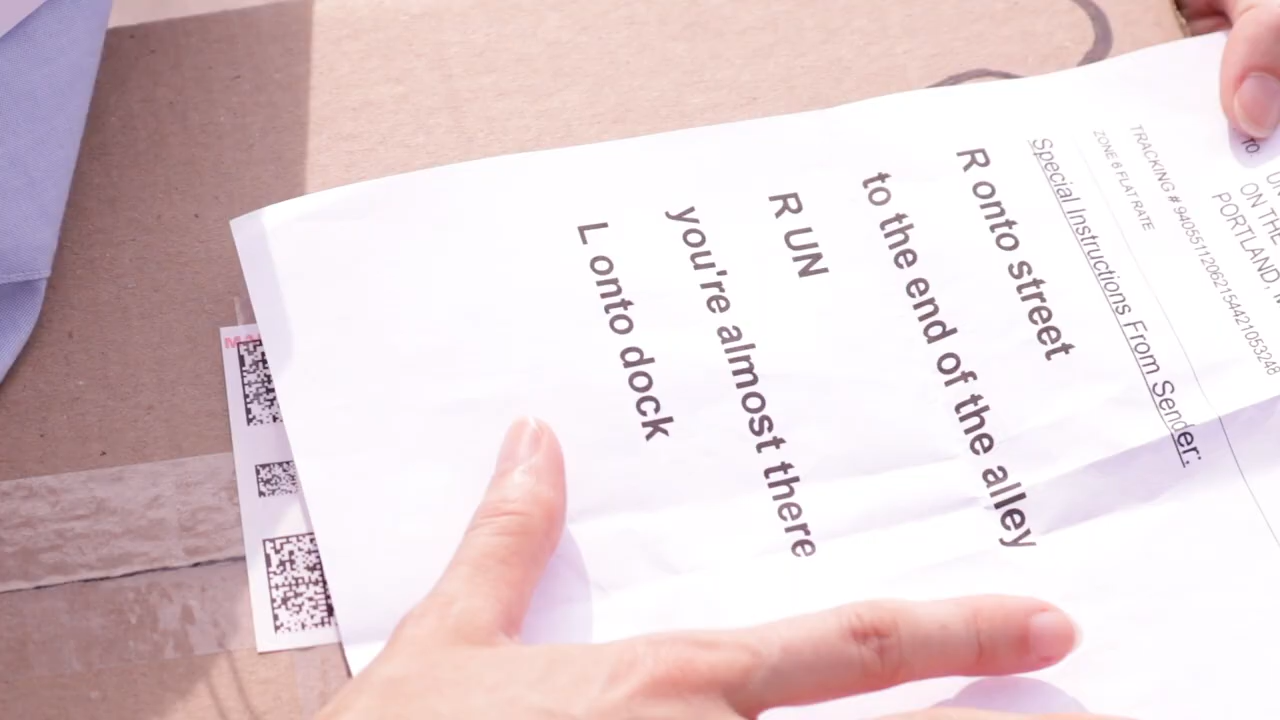 TO:
ON THE
PORTLAND,
TRACKING # 94055112062154421053248
ZONE 6 FLAT RATE
Special Instructions From Sender:
R onto street
to the end of the alley
R UN
you're almost there
L onto dock